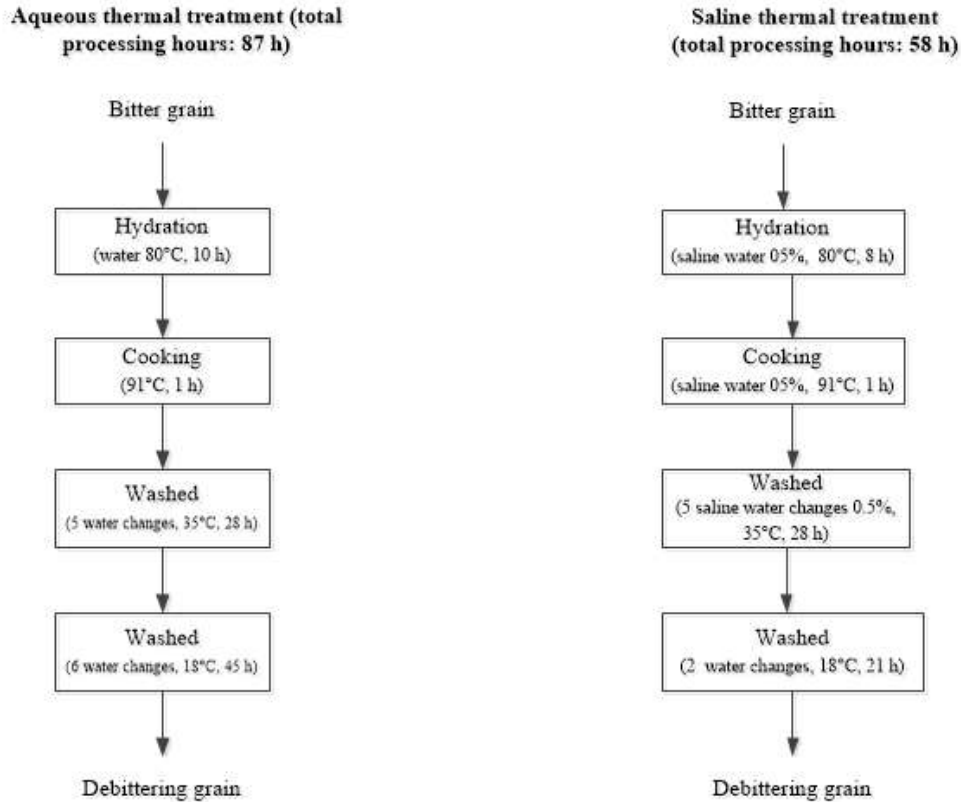 Aqueous thermal treatment (total
processing hours: 87 h)
Bitter grain
Hydration
(water 80°C, 10 h)
Cooking
(91°C, 1 h)
Washed
(5 water changes, 35°C, 28 h)
Washed
(6 water changes, 18°C, 45 h)
Debittering grain
Saline thermal treatment
(total processing hours: 58 h)
Bitter grain
Hydration
(saline water 05%, 80°C, 8 h)
Cooking
(saline water 05%, 91°C, 1 h)
Washed
(5 saline water changes 0.5%,
35°C, 28 h)
Washed
(2 water changes, 18°C, 21 h)
Debittering grain